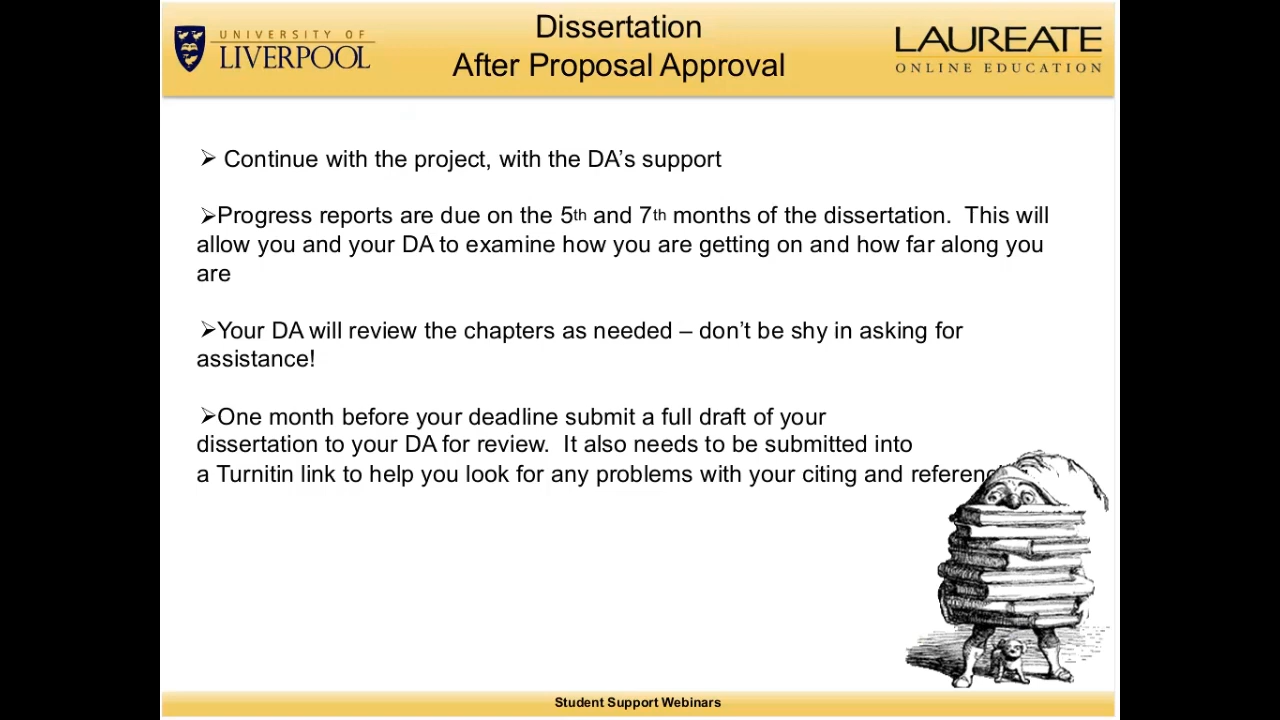 UNIVERSITY OF
LIVERPOOL
Dissertation
After Proposal Approval
LAUREATE
ONLINE EDUCATION
➢ Continue with the project, with the DA’s support
➢Progress reports are due on the 5th and 7th months of the dissertation.  This will
allow you and your DA to examine how you are getting on and how far along you
are
➢Your DA will review the chapters as needed – don’t be shy in asking for
assistance!
➢One month before your deadline submit a full draft of your
dissertation to your DA for review.  It also needs to be submitted into
a Turnitin link to help you look for any problems with your citing and
Student Support Webinars